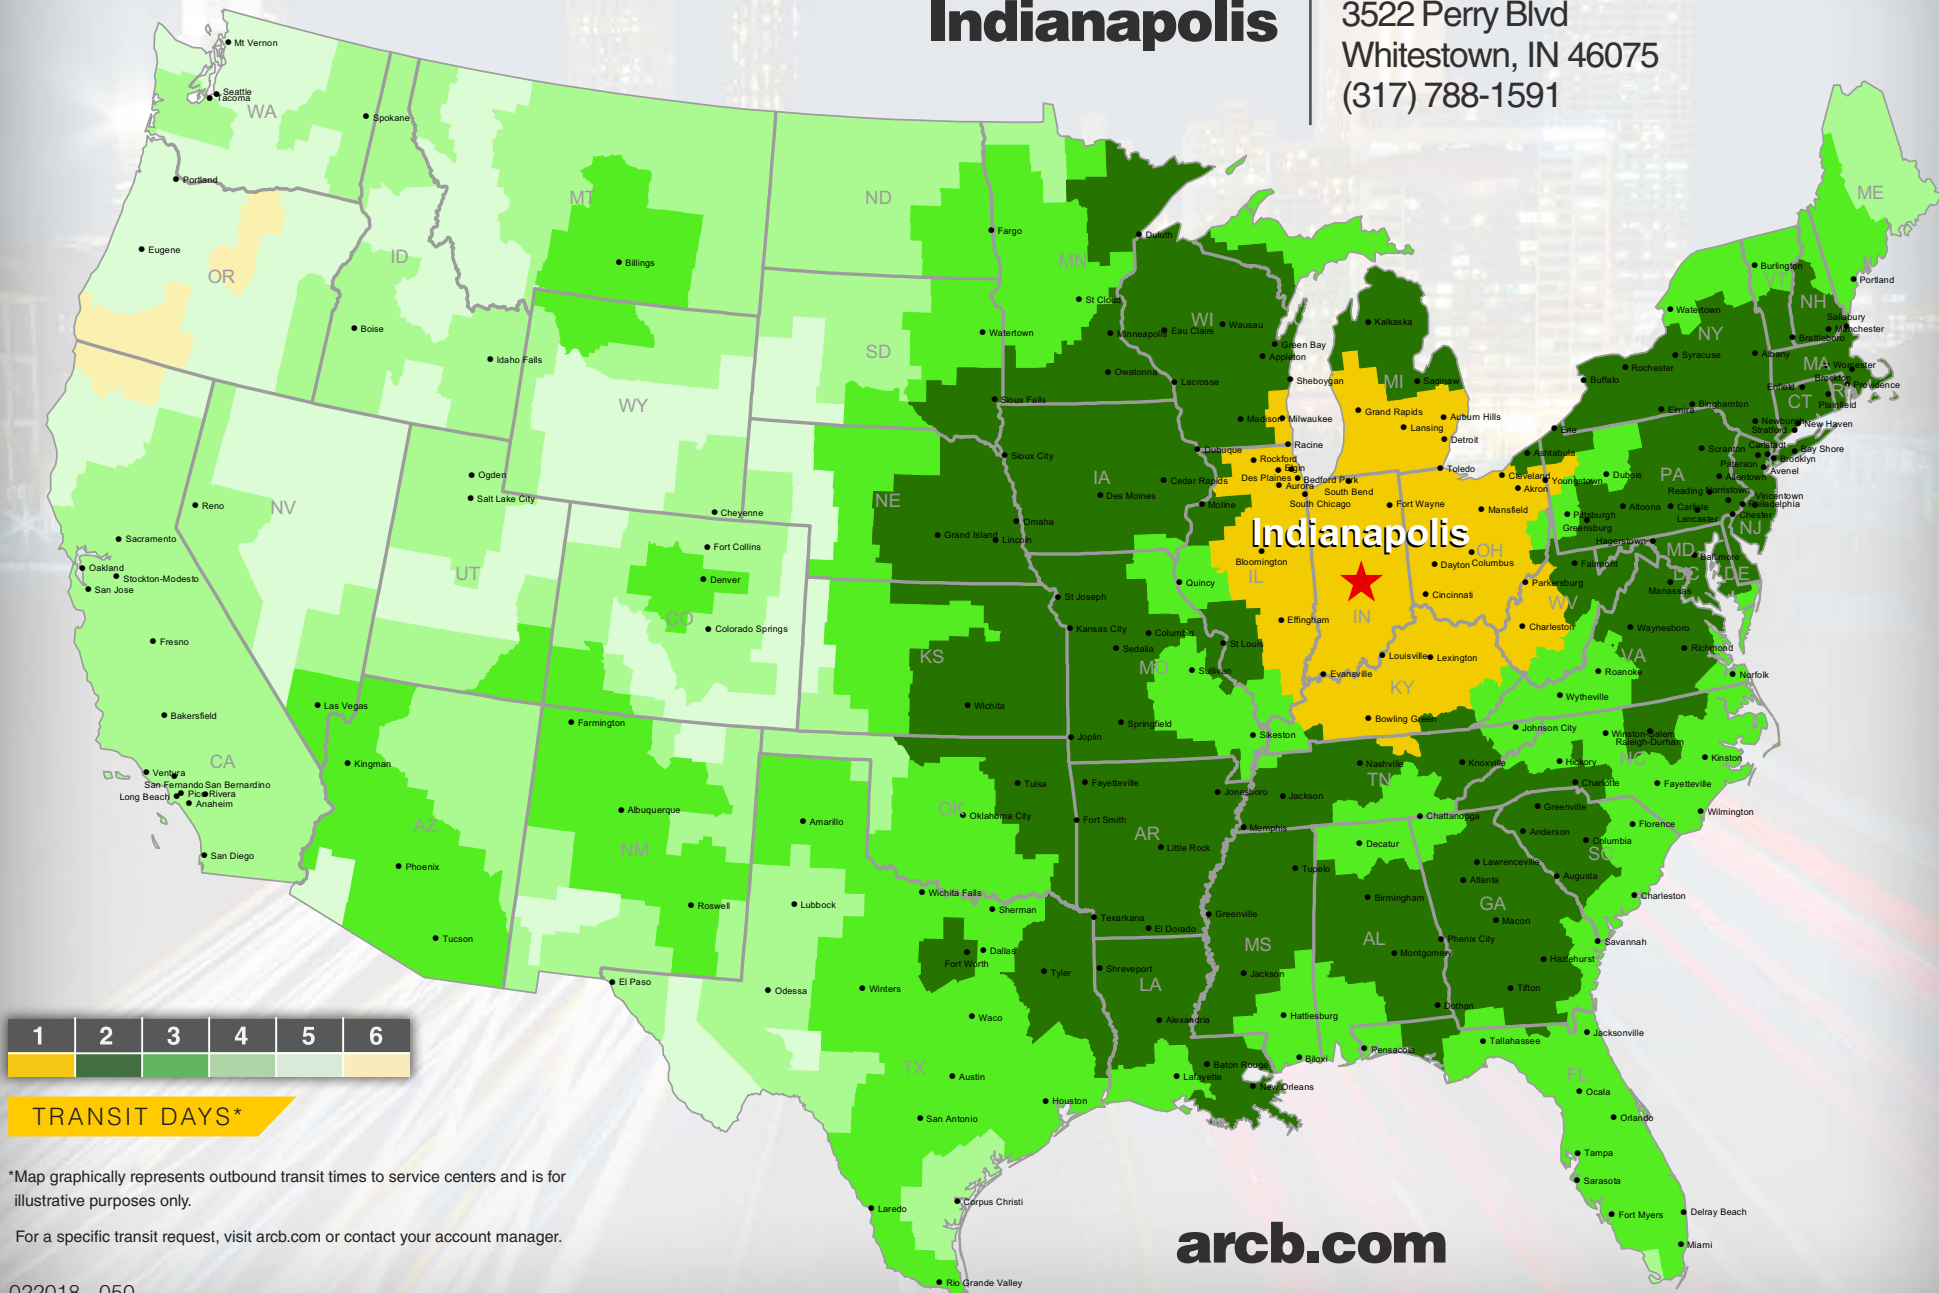 Indianapolis
3522 Perry Blvd
Whitestown, IN 46075
(317) 788-1591
Mt Vernon
Seattle
Tacoma
WA
Spokane
Portland
Eugene
OR
ID
Boise
Idaho Falls
MT
Billings
ND
Fargo
SD
Watertown
Sioux Falls
WY
Cheyenne
MN
Duluth
St Cloud
Minneapolis
Owatonna
WI
Eau Claire
Wausau
Green Bay
Appleton
Sheboygan
Lacrosse
Madison
Milwaukee
Racine
MI
Kalkaska
Saginaw
Grand Rapids
Lansing
Auburn Hills
Detroit
ME
Portland
VT
Burlington
NH
Salisbury
Manchester
Brattleboro
MA
Worcester
Brockton
Providence
RI
Enfield
CT
Plainfield
New Haven
Stratford
Newburgh
NY
Watertown
Syracuse
Rochester
Buffalo
Albany
Elmira
Binghamton
Bay Shore
Brooklyn
Carlstadt
Paterson
Avenel
PA
Erie
Scranton
Allentown
Dubois
Reading
Norristown
Vincentown
Philadelphia
Chester
Lancaster
Carlisle
Altoona
Pittsburgh
Greensburg
NJ
MD
Hagerstown
Baltimore
DC
DE
Manassas
Ashtabula
Cleveland
Youngstown
Akron
Toledo
Mansfield
OH
Columbus
Dayton
Cincinnati
Parkersburg
Fairmont
WV
Charleston
VA
Waynesboro
Richmond
Norfolk
Roanoke
Wytheville
Dubuque
Rockford
Elgin
Des Plaines
Bedford Park
Aurora
South Chicago
South Bend
Fort Wayne
Indianapolis
Bloomington
IL
IN
Effingham
Evansville
Louisville
Lexington
KY
Bowling Green
IA
Sioux City
Cedar Rapids
Des Moines
Moline
NE
Omaha
Grand Island
Lincoln
Quincy
St Joseph
Kansas City
Columbia
Sedalia
St Louis
Sullivan
MO
Springfield
Joplin
Sikeston
KS
Wichita
NV
Reno
Las Vegas
Ogden
Salt Lake City
UT
Fort Collins
Denver
CO
Colorado Springs
Sacramento
Oakland
Stockton-Modesto
San Jose
Fresno
Bakersfield
CA
Ventura
San Fernando
San Bernardino
Pico Rivera
Long Beach
Anaheim
San Diego
Kingman
AZ
Phoenix
Tucson
Farmington
Albuquerque
NM
Roswell
OK
Tulsa
Oklahoma City
Fayetteville
Fort Smith
AR
Little Rock
Jonesboro
Texarkana
El Dorado
TN
Nashville
Knoxville
Johnson City
Jackson
Memphis
Chattanooga
Winston-Salem
Raleigh-Durham
NC
Hickory
Charlotte
Kinston
Fayetteville
Wilmington
Greenville
Anderson
Florence
Columbia
SC
Charleston
Augusta
Lawrenceville
Atlanta
GA
Macon
Savannah
Hazlehurst
Tifton
Decatur
Tupelo
Birmingham
AL
Phenix City
Montgomery
Dothan
Greenville
MS
Jackson
Hattiesburg
Biloxi
Pensacola
Shreveport
LA
Alexandria
Baton Rouge
Lafayette
New Orleans
Amarillo
Lubbock
Wichita Falls
Sherman
Dallas
Fort Worth
Tyler
El Paso
Odessa
Winters
Waco
TX
Austin
Houston
San Antonio
Corpus Christi
Laredo
Rio Grande Valley
Tallahassee
Jacksonville
FL
Ocala
Orlando
Tampa
Sarasota
Fort Myers
Delray Beach
Miami
1 2 3 4 5 6
TRANSIT DAYS*
*Map graphically represents outbound transit times to service centers and is for
illustrative purposes only.
For a specific transit request, visit arcb.com or contact your account manager.
arcb.com